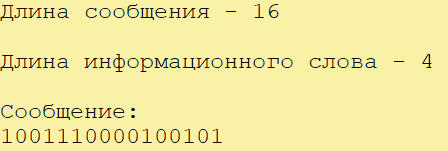 Длина сообщения – 16
Длина информационного слова – 4
Сообщение:
1001110000100101